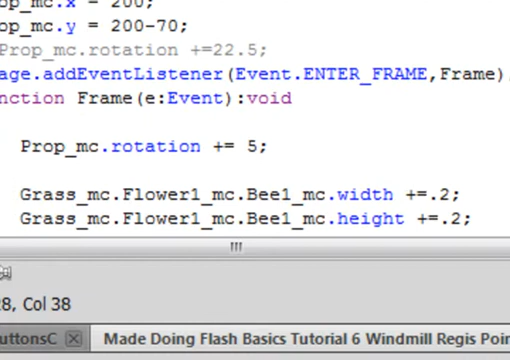 op_mc.x = 200;
op_mc.y = 200-70;
Prop_mc.rotation +=22.5;
age.addEventListener(Event.ENTER_FRAME,Frame)
nction Frame(e:Event):void
Prop_mc.rotation += 5;
Grass_mc.Flower1_mc.Bee1_mc.width +=.2;
Grass_mc.Flower1_mc.Bee1_mc.height +=.2;
28, Col 38
uttonsC
Made Doing Flash Basics Tutorial 6 Windmill Regis Poin